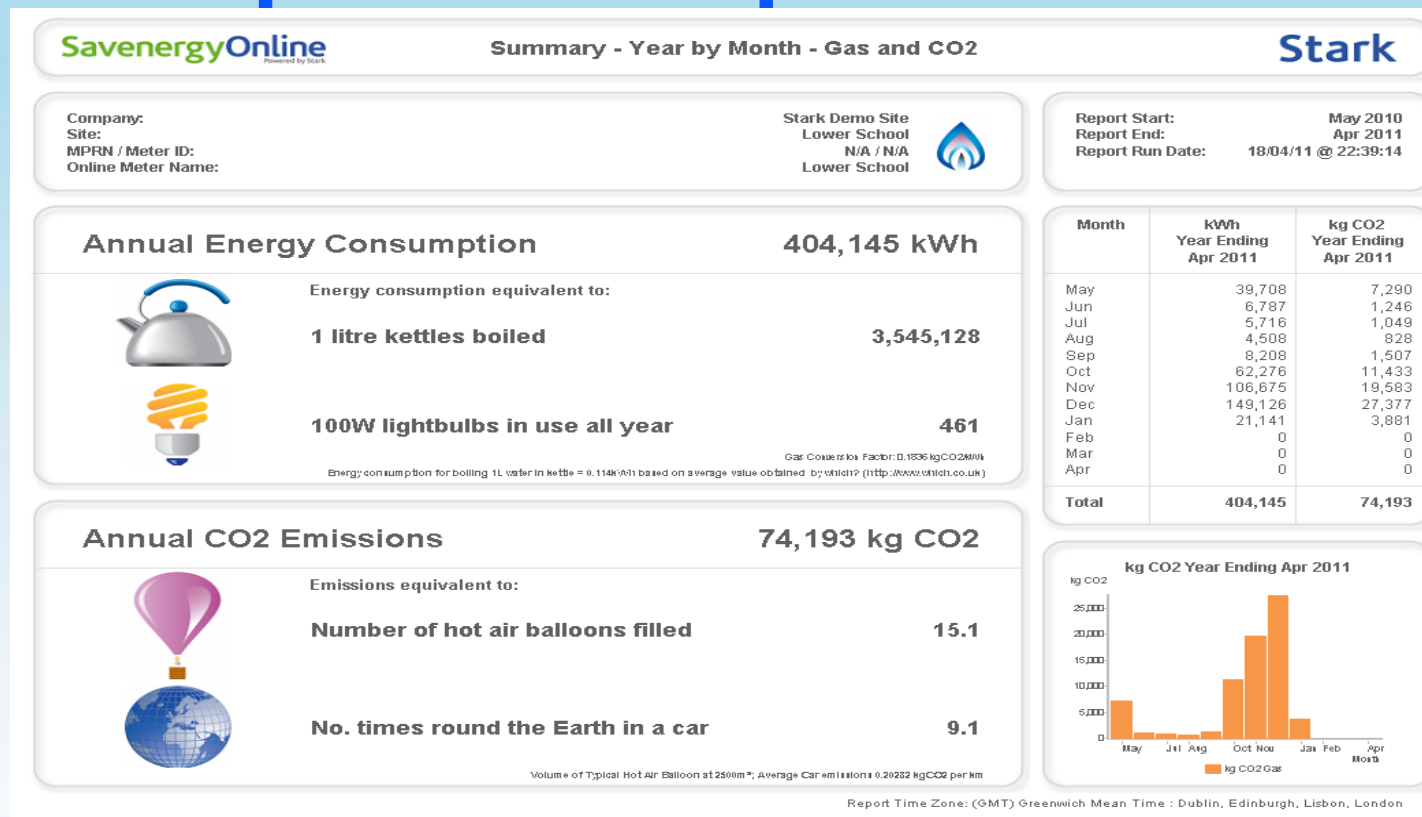 SavenergyOnline
Powered by Stark
Summary - Year by Month - Gas and CO2
Stark
Company: Stark Demo Site
Site: Lower School
MPRN / Meter ID: N/A / N/A
Online Meter Name: Lower School
Report Start: May 2010
Report End: Apr 2011
Report Run Date: 18/04/11 @ 22:39:14
Annual Energy Consumption 404,145 kWh
Energy consumption equivalent to:
1 litre kettles boiled 3,545,128
100W lightbulbs in use all year 461
Gas Conversion Factor: 0.1836 kgCO2/kWh
Energy consumption for boiling 1L water in kettle = 0.114kWh based on average value obtained by which? (http://www.which.co.uk)
Annual CO2 Emissions 74,193 kg CO2
Emissions equivalent to:
Number of hot air balloons filled 15.1
No. times round the Earth in a car 9.1
Volume of Typical Hot Air Balloon at 2500m³; Average Car emissions 0.20282 kgCO2 per km
Month kWh kg CO2
Year Ending Year Ending
Apr 2011 Apr 2011
May 39,708 7,290
Jun 6,787 1,246
Jul 5,716 1,049
Aug 4,508 828
Sep 8,208 1,507
Oct 62,276 11,433
Nov 106,675 19,583
Dec 149,126 27,377
Jan 21,141 3,881
Feb 0 0
Mar 0 0
Apr 0 0
Total 404,145 74,193
kg CO2 Year Ending Apr 2011
kg CO2
25,000
20,000
15,000
10,000
5,000
0
May Jul Aug Oct Nov Jan Feb Apr
Month
kg CO2 Gas
Report Time Zone: (GMT) Greenwich Mean Time : Dublin, Edinburgh, Lisbon, London